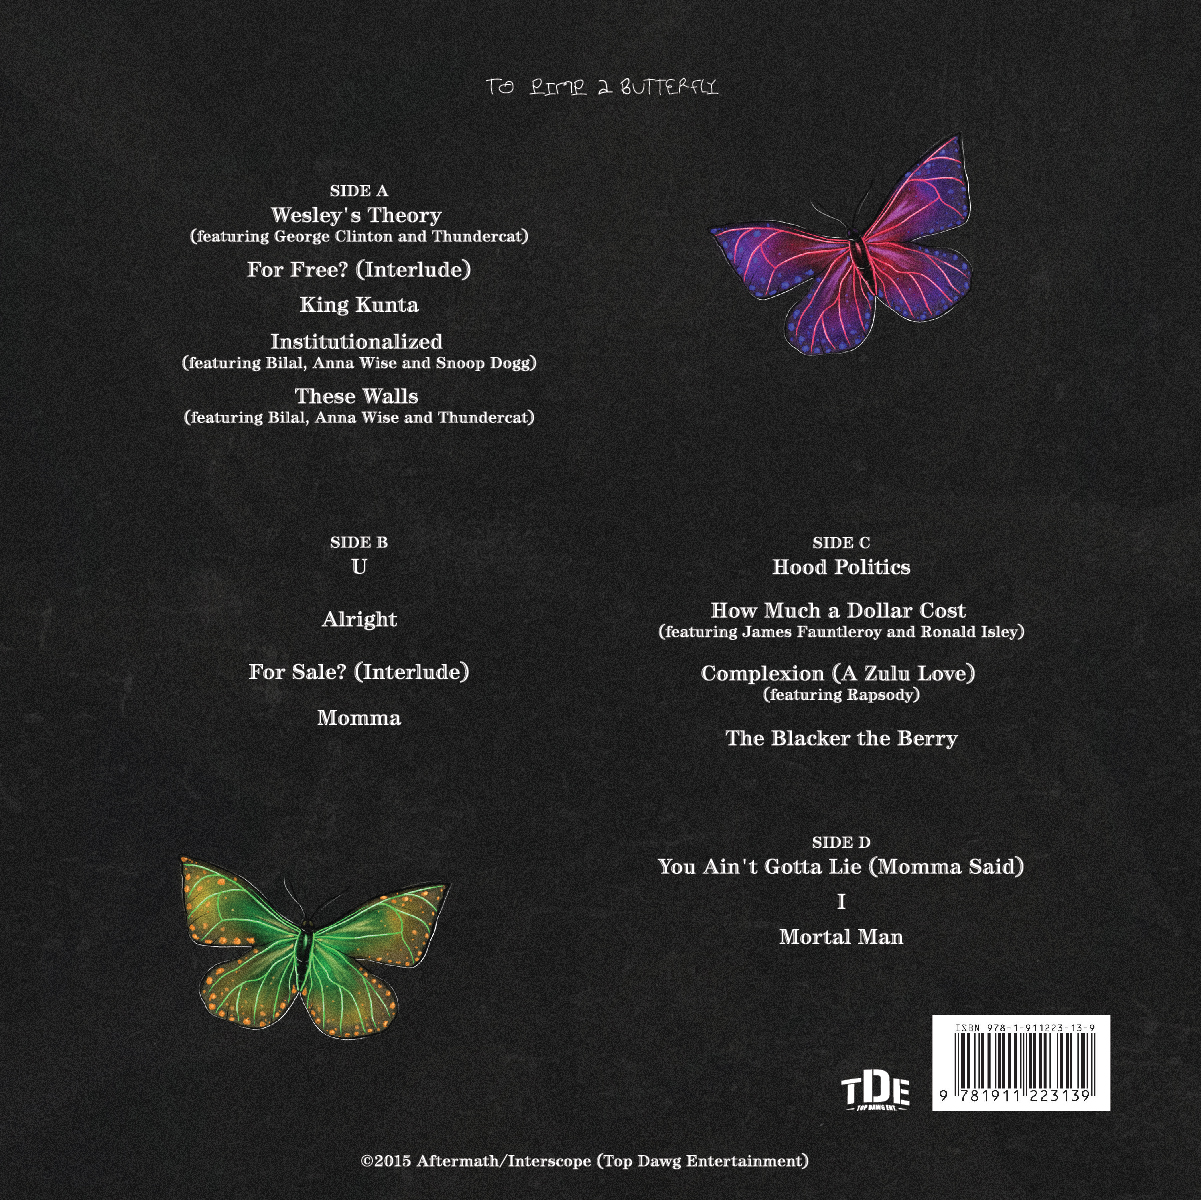 TO PIMP A BUTTERFLY
SIDE A
Wesley's Theory
(featuring George Clinton and Thundercat)
For Free? (Interlude)
King Kunta
Institutionalized
(featuring Bilal, Anna Wise and Snoop Dogg)
These Walls
(featuring Bilal, Anna Wise and Thundercat)
SIDE B
U
Alright
For Sale? (Interlude)
Momma
SIDE C
Hood Politics
How Much a Dollar Cost
(featuring James Fauntleroy and Ronald Isley)
Complexion (A Zulu Love)
(featuring Rapsody)
The Blacker the Berry
SIDE D
You Ain't Gotta Lie (Momma Said)
I
Mortal Man
ISBN 978-1-911223-13-9
9 781911 223139
TDE
TOP DAWG ENT.
©2015 Aftermath/Interscope (Top Dawg Entertainment)